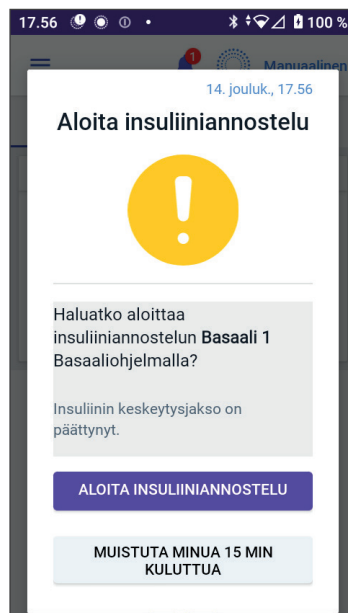 17.56 100 %
1
Manuaalinen
14. jouluk., 17.56
Aloita insuliiniannostelu
Haluatko aloittaa
insuliiniannostelun Basaali 1
Basaaliohjelmalla?
Insuliinin keskeytysjakso on
päättynyt.
ALOITA INSULIINIANNOSTELU
MUISTUTA MINUA 15 MIN
KULUTTUA